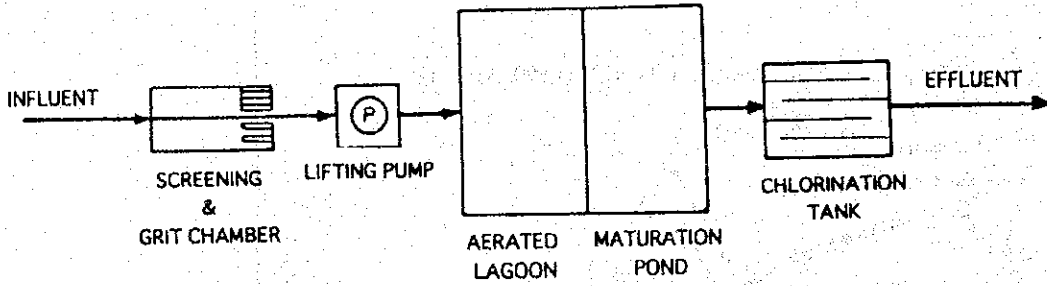 INFLUENT
SCREENING
&
GRIT CHAMBER
P
LIFTING PUMP
AERATED
LAGOON
MATURATION
POND
CHLORINATION
TANK
EFFLUENT